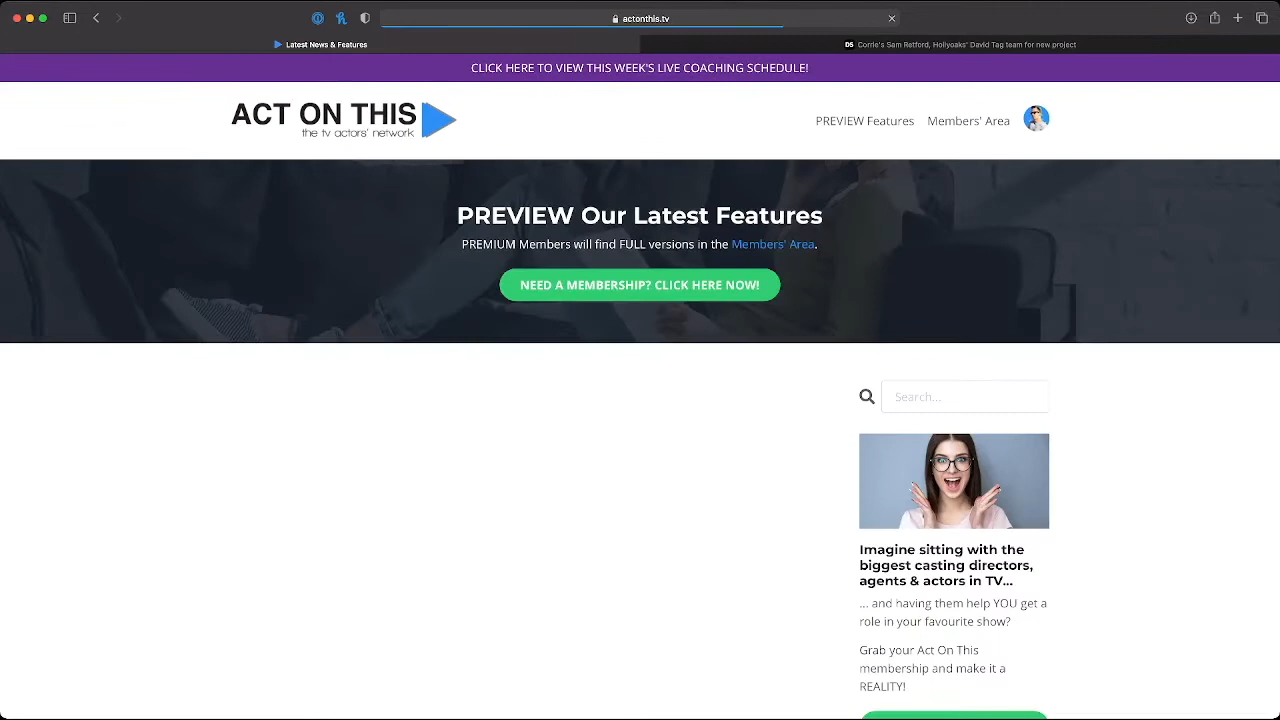 actonthis.tv
Latest News & Features
DS Corrie's Sam Retford, Hollyoaks' David Tag team for new project
CLICK HERE TO VIEW THIS WEEK'S LIVE COACHING SCHEDULE!
ACT ON THIS
the tv actors' network
PREVIEW Features
Members' Area
PREVIEW Our Latest Features
PREMIUM Members will find FULL versions in the Members' Area.
NEED A MEMBERSHIP? CLICK HERE NOW!
Search...
Imagine sitting with the
biggest casting directors,
agents & actors in TV...
... and having them help YOU get a
role in your favourite show?
Grab your Act On This
membership and make it a
REALITY!